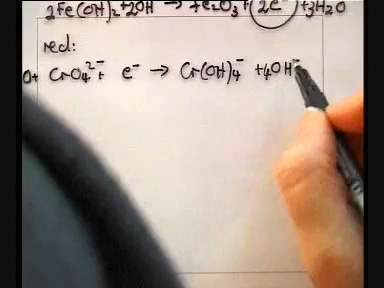 2Fe(OH)₂+2OH⁻ → Fe₂O₃+(2e⁻)+3H₂O
red:
O+ CrO₄²⁻+ e⁻ → Cr(OH)₄⁻ +4OH⁻